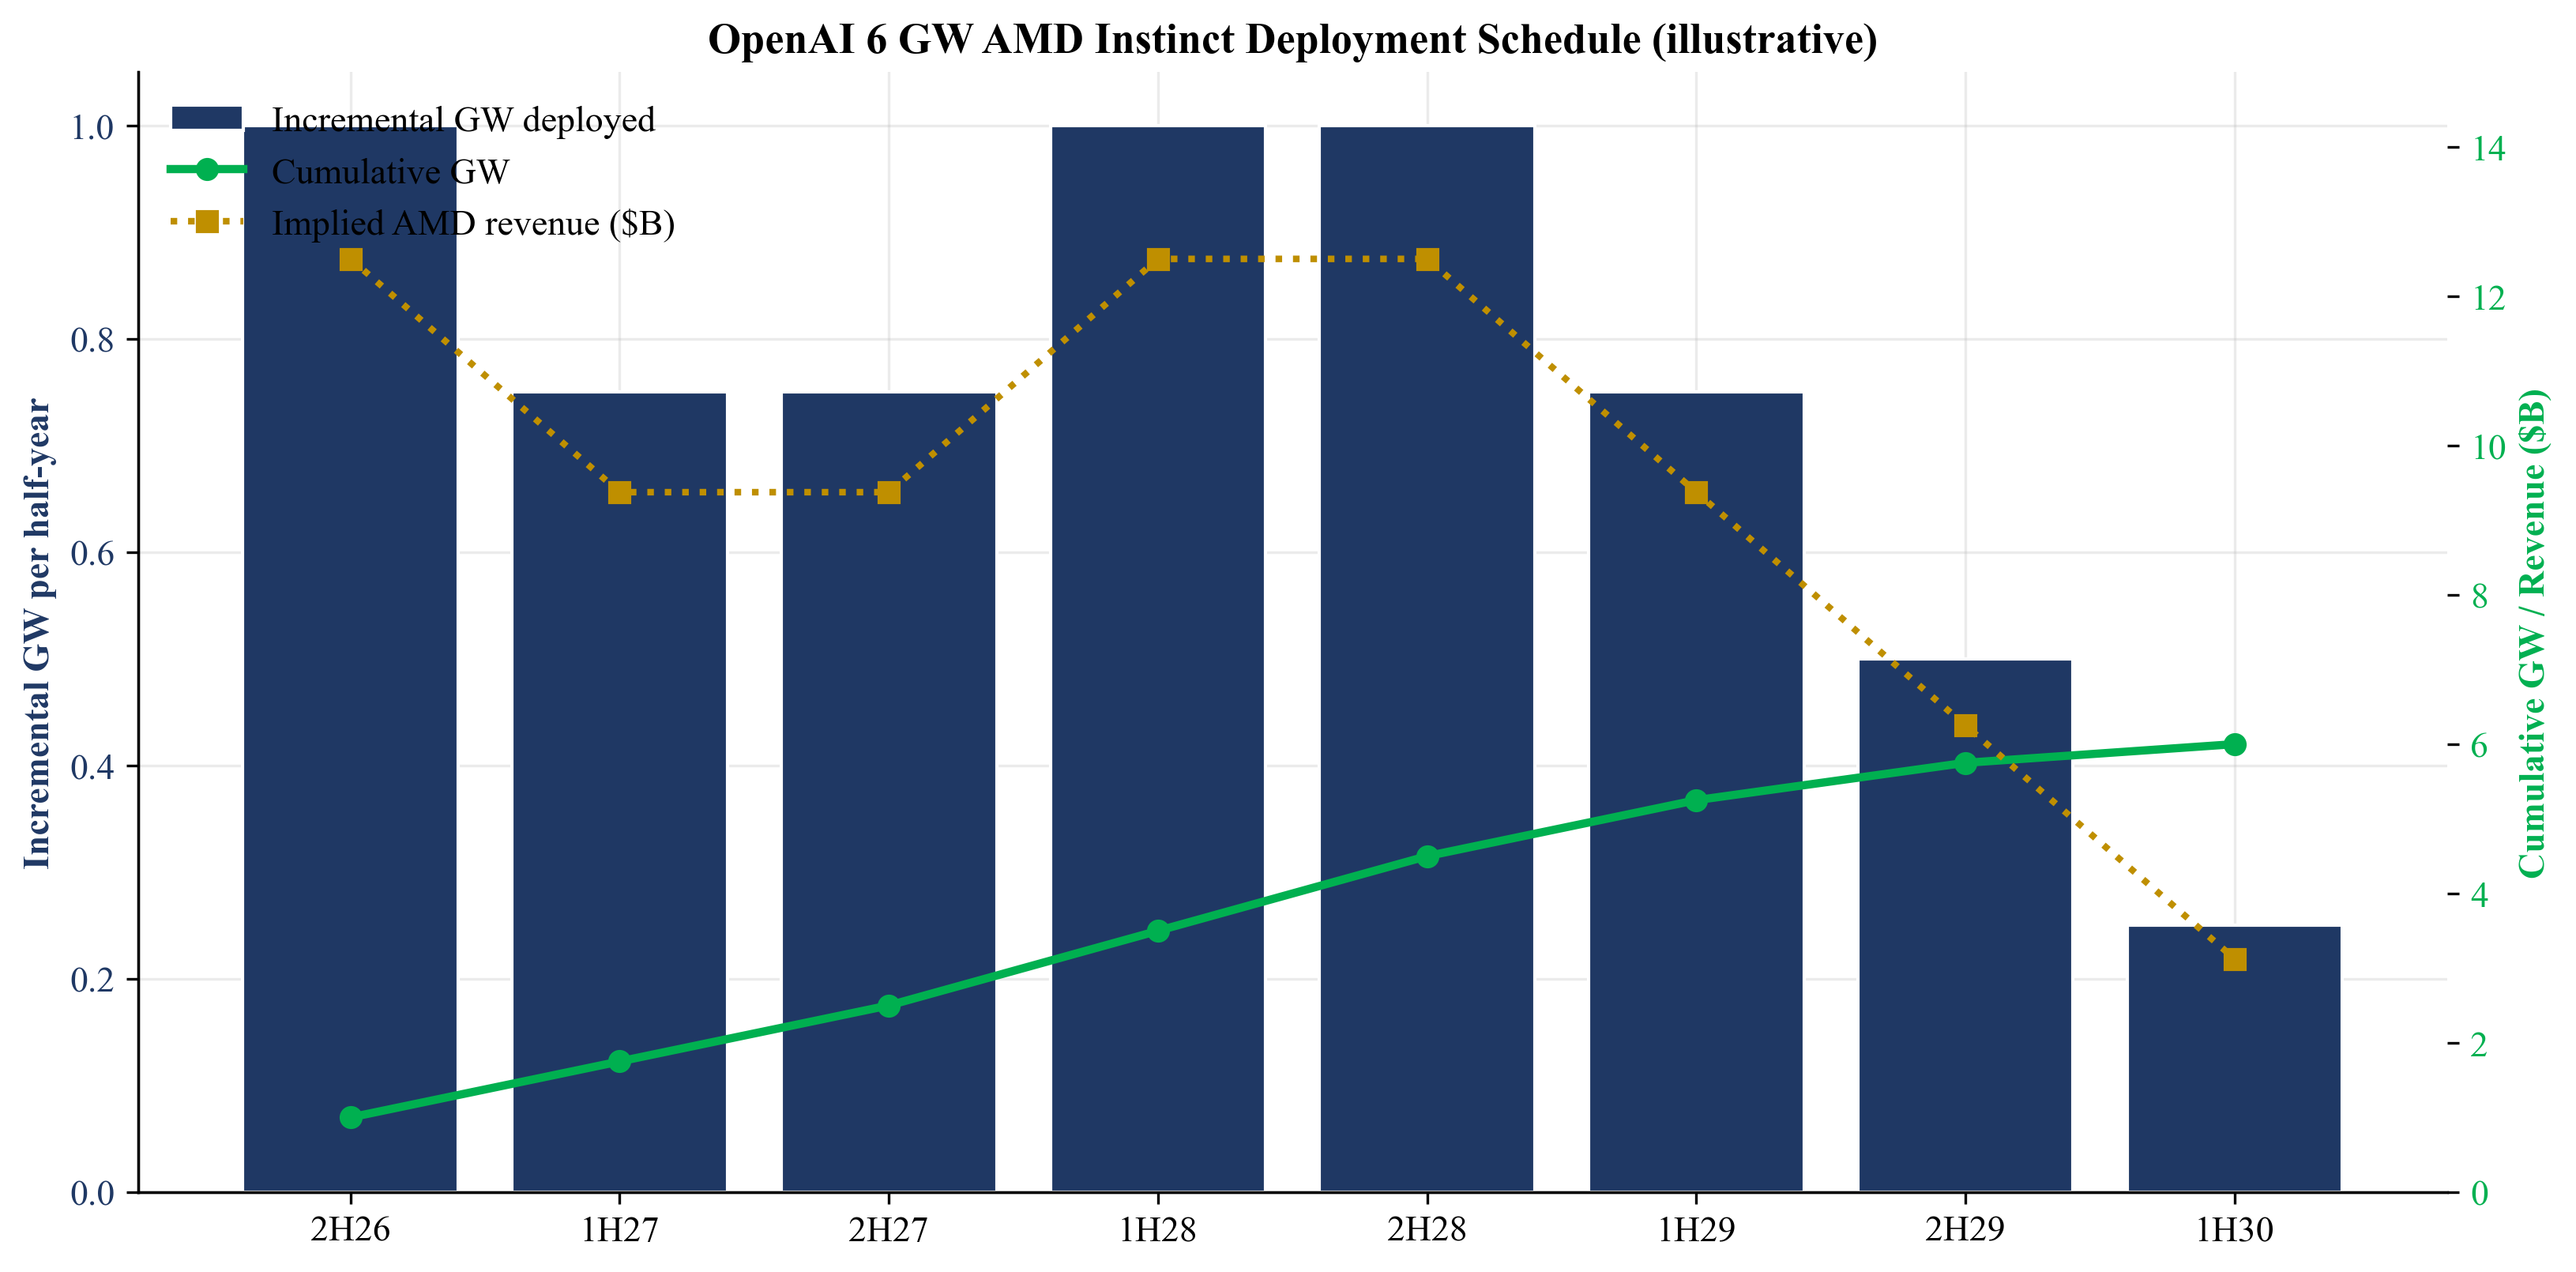 OpenAI 6 GW AMD Instinct Deployment Schedule (illustrative)
Incremental GW deployed
Cumulative GW
Implied AMD revenue ($B)
Incremental GW per half-year
1.0
0.8
0.6
0.4
0.2
0.0
14
12
10
8
6
4
2
0
Cumulative GW / Revenue ($B)
2H26
1H27
2H27
1H28
2H28
1H29
2H29
1H30